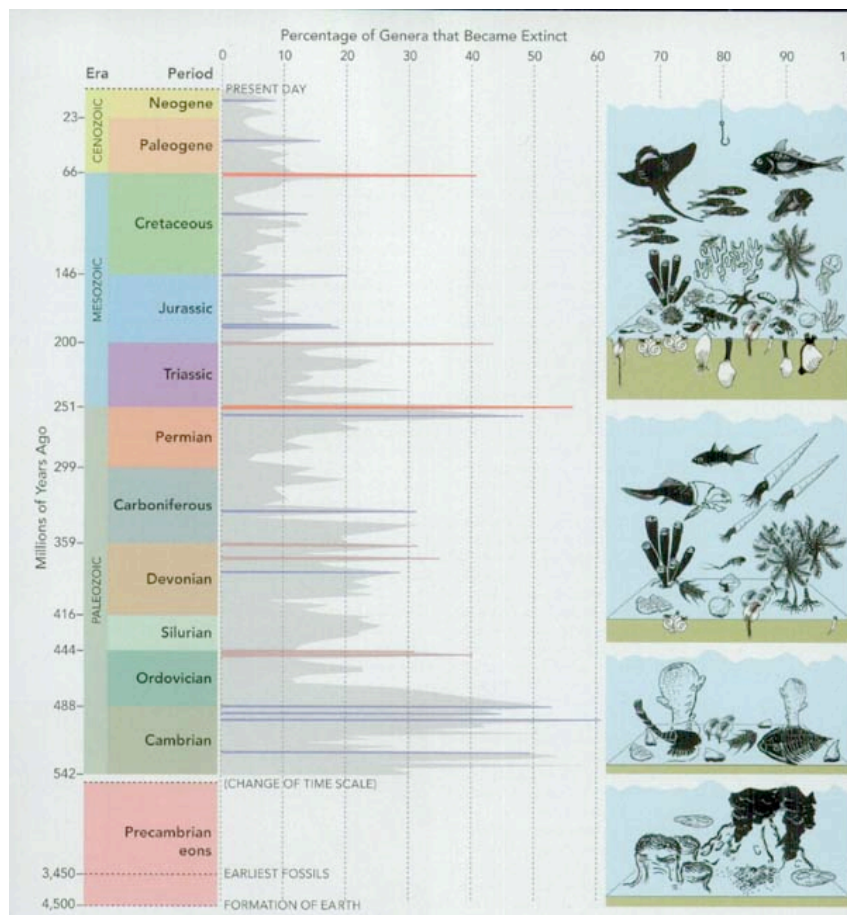 Percentage of Genera that Became Extinct
0 10 20 30 40 50 60 70 80 90 10
Era Period
PRESENT DAY
Neogene
23
CENOZOIC
Paleogene
66
Cretaceous
146
MESOZOIC
Jurassic
200
Triassic
251
Permian
299
Carboniferous
Millions of Years Ago
359
PALEOZOIC
Devonian
416
Silurian
444
Ordovician
488
Cambrian
542
(CHANGE OF TIME SCALE)
Precambrian
eons
3,450 EARLIEST FOSSILS
4,500 FORMATION OF EARTH